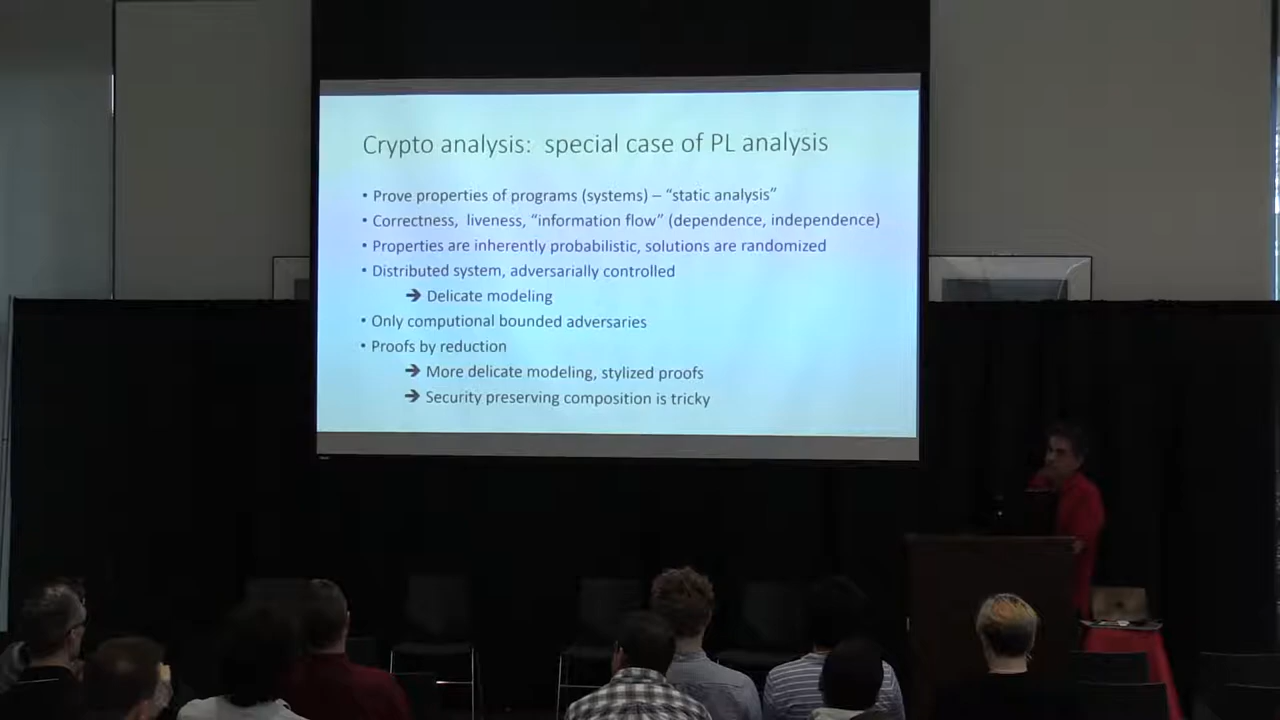 Crypto analysis: special case of PL analysis
• Prove properties of programs (systems) – “static analysis”
• Correctness, liveness, “information flow” (dependence, independence)
• Properties are inherently probabilistic, solutions are randomized
• Distributed system, adversarially controlled
➔ Delicate modeling
• Only computional bounded adversaries
• Proofs by reduction
➔ More delicate modeling, stylized proofs
➔ Security preserving composition is tricky